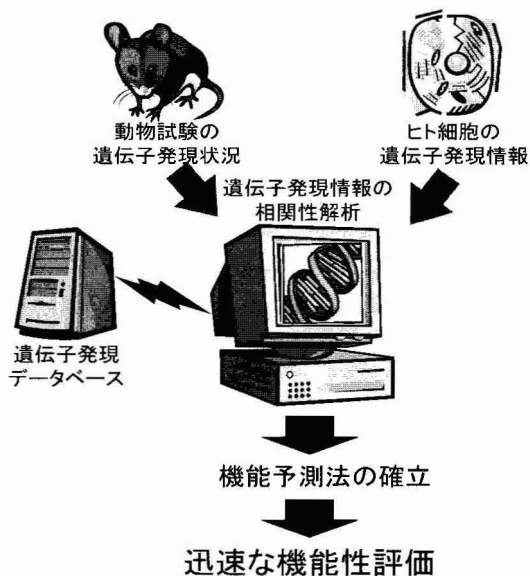 動物試験の
遺伝子発現状況
ヒト細胞の
遺伝子発現情報
遺伝子発現情報の
相関性解析
遺伝子発現
データベース
機能予測法の確立
迅速な機能性評価